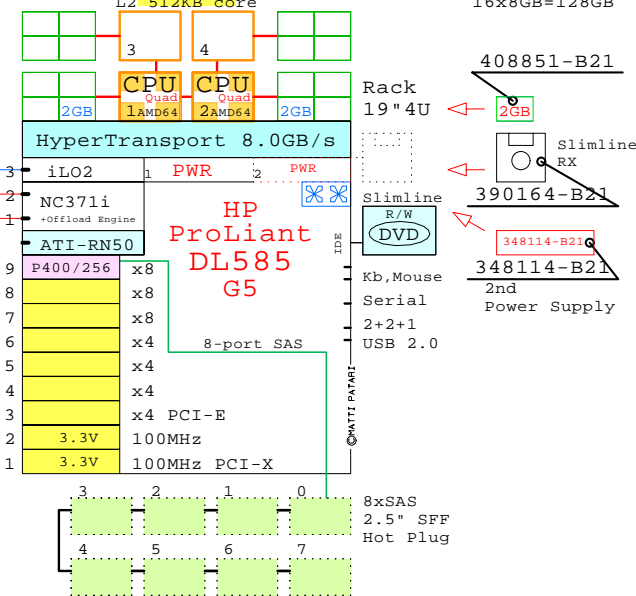 L2 512KB core
16x8GB=128GB
3
4
408851-B21
CPU
CPU
Quad
Quad
2GB
1AMD64
2AMD64
2GB
Rack
19"4U
2GB
HyperTransport 8.0GB/s
Slimline
RX
3
iLO2
1
PWR
2
PWR
2
NC371i
390164-B21
1
+Offload Engine
HP
ProLiant
DL585
G5
Slimline
R/W
DVD
IDE
348114-B21
ATI-RN50
348114-B21
2nd
Power Supply
9
P400/256
x8
Kb,Mouse
8
x8
Serial
7
x8
2+2+1
USB 2.0
6
x4
8-port SAS
5
x4
4
x4
3
x4 PCI-E
2
3.3V
100MHz
1
3.3V
100MHz PCI-X
©MATTI PATARI
3
2
1
0
8xSAS
2.5" SFF
Hot Plug
4
5
6
7